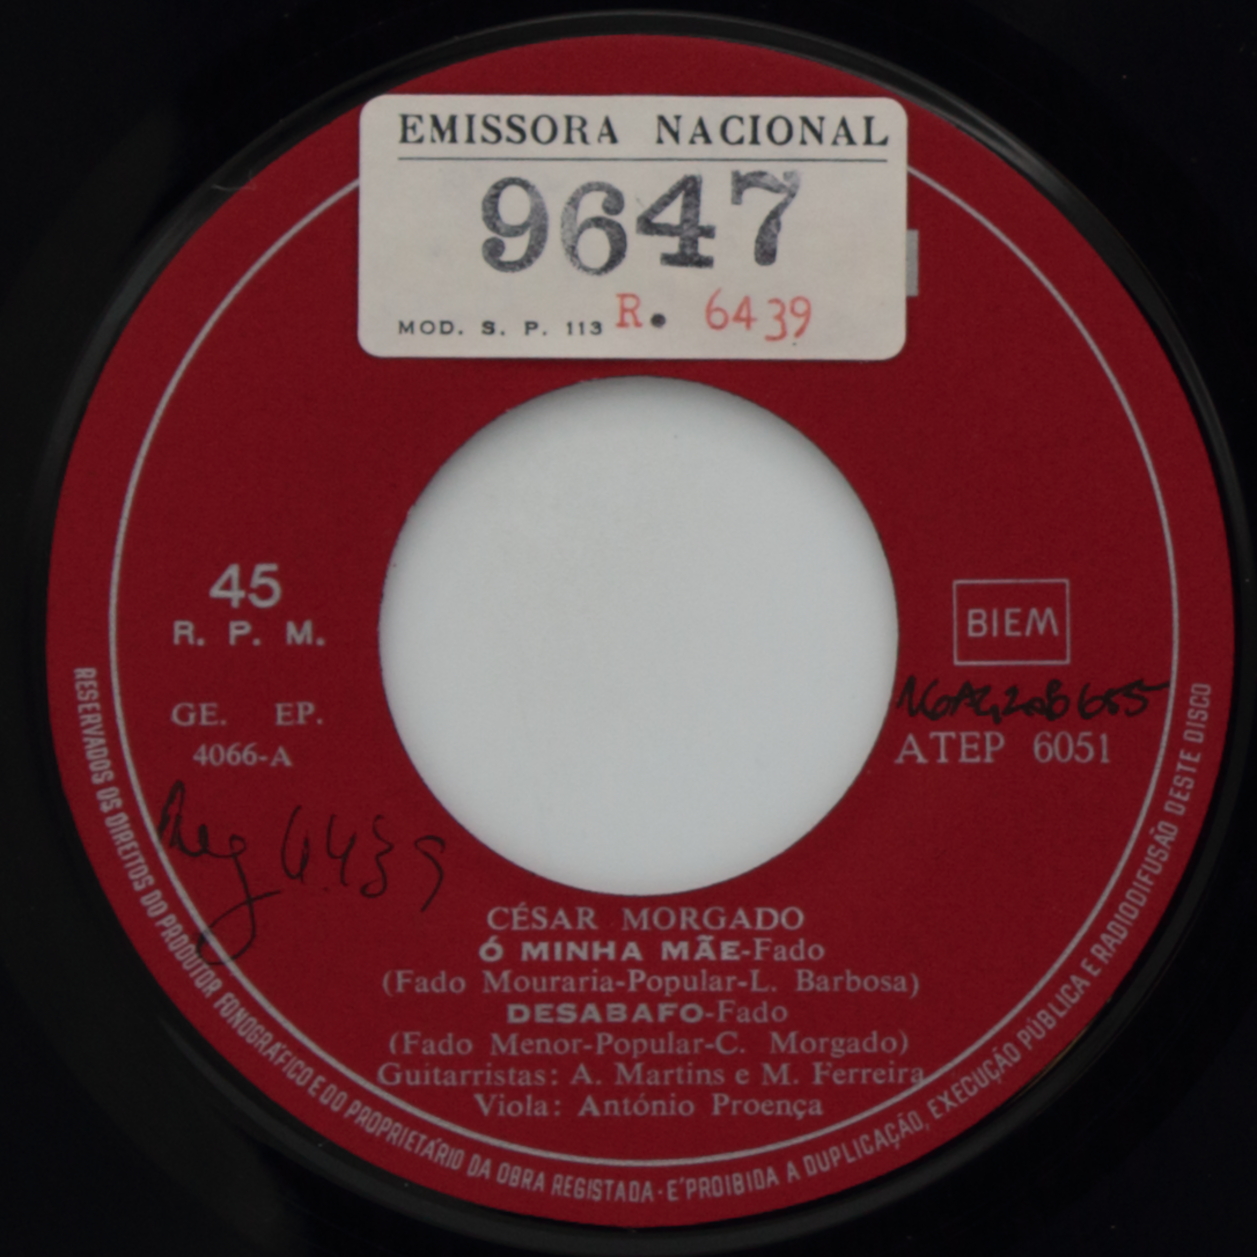 EMISSORA NACIONAL
9647
MOD. S. P. 113 R. 6439
45
R. P. M.
BIEM
GE. EP.
4066-A
ATEP 6051
Reg 6439
CÉSAR MORGADO
Ó MINHA MÃE-Fado
(Fado Mouraria-Popular-L. Barbosa)
DESABAFO-Fado
(Fado Menor-Popular-C. Morgado)
Guitarristas: A. Martins e M. Ferreira
Viola: António Proença
RESERVADOS OS DIREITOS DO PRODUTOR FONOGRÁFICO E DO PROPRIETÁRIO DA OBRA REGISTADA · E'PROIBIDA A DUPLICAÇÃO, EXECUÇÃO PÚBLICA E RADIODIFUSÃO DESTE DISCO